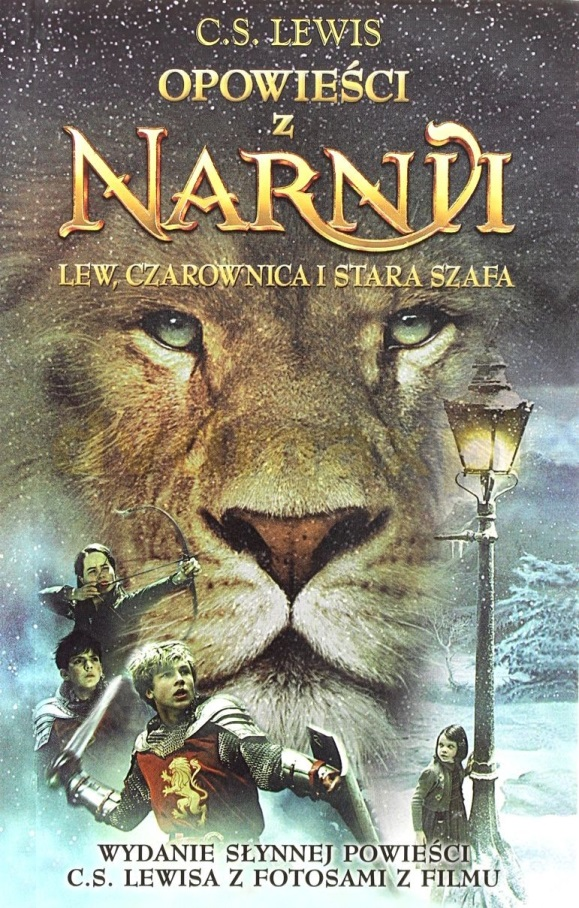 C.S. LEWIS
OPOWIEŚCI
Z
NARNII
LEW, CZAROWNICA I STARA SZAFA
WYDANIE SŁYNNEJ POWIEŚCI
C.S. LEWISA Z FOTOSAMI Z FILMU